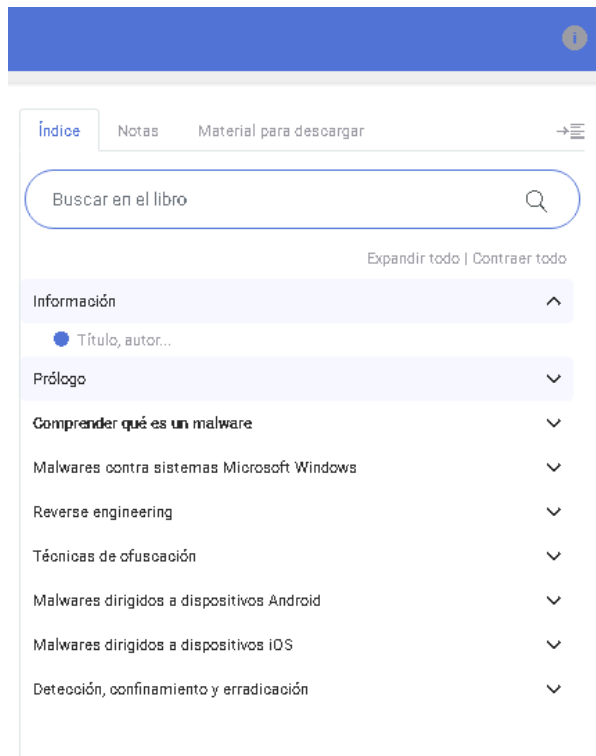 i
Índice Notas Material para descargar
Buscar en el libro
Expandir todo | Contraer todo
Información
Título, autor...
Prólogo
Comprender qué es un malware
Malwares contra sistemas Microsoft Windows
Reverse engineering
Técnicas de ofuscación
Malwares dirigidos a dispositivos Android
Malwares dirigidos a dispositivos iOS
Detección, confinamiento y erradicación